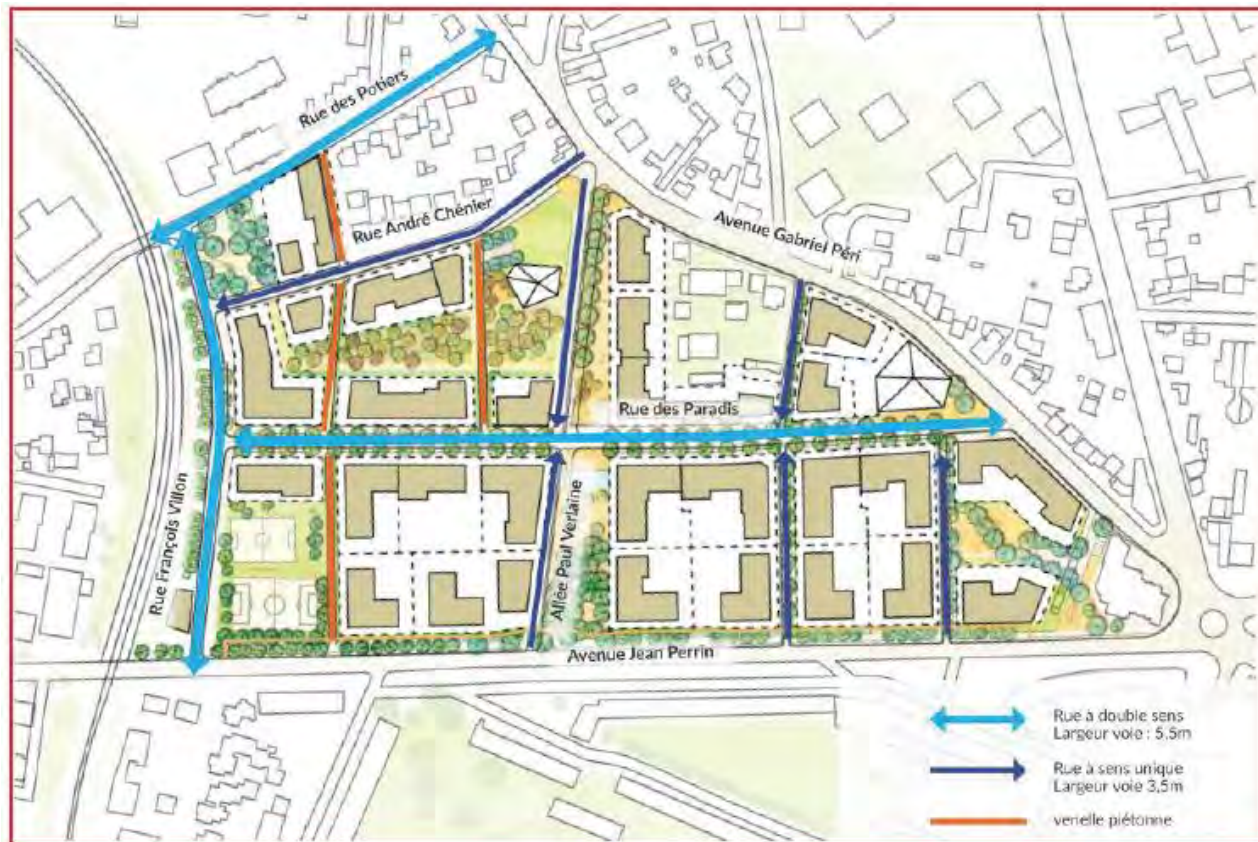 Rue des Potiers
Rue André Chénier
Avenue Gabriel Péri
Rue des Paradis
Rue François Villon
Allée Paul Verlaine
Avenue Jean Perrin
Rue à double sens
Largeur voie : 5,5m
Rue à sens unique
Largeur voie 3,5m
venelle piétonne